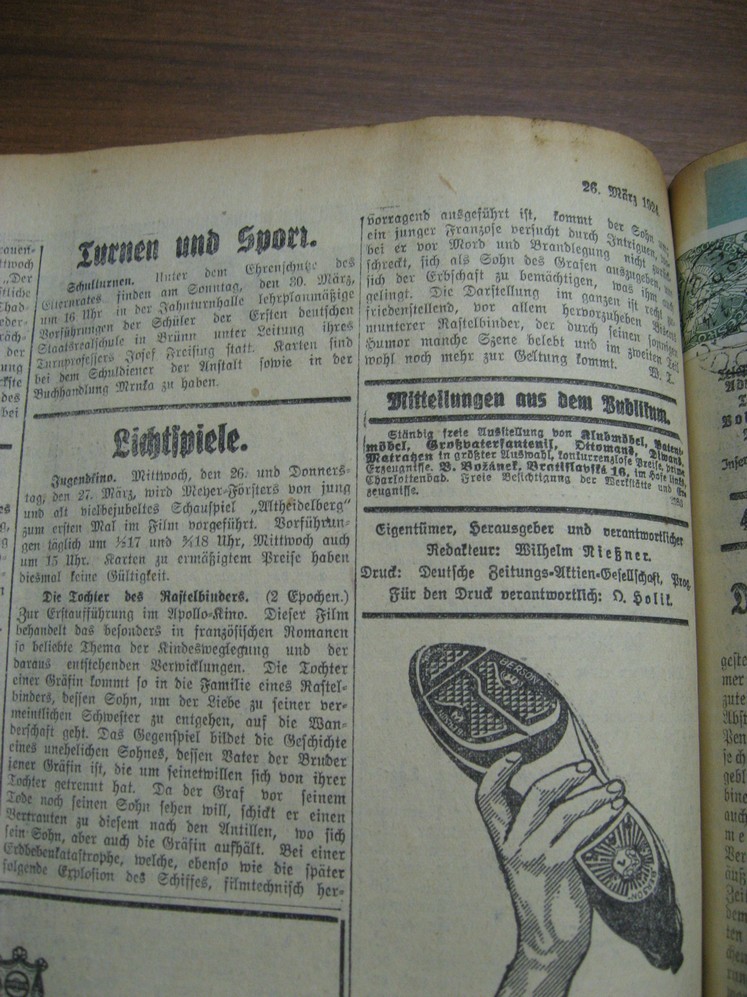 26. März 1924
Turnen und Sport.
Schulturnen. Unter dem Ehrenschutze des
Elternrates finden am Sonntag, den 30. März,
um 16 Uhr in der Jahnturnhalle lehrplanmäßige
Vorführungen der Schüler der Ersten deutschen
Staatsrealschule in Brünn unter Leitung ihres
Turnprofessors Josef Freising statt. Karten sind
bei dem Schuldiener der Anstalt sowie in der
Buchhandlung Mrnka zu haben.
Lichtspiele.
Jugendkino. Mittwoch, den 26. und Donners-
tag, den 27. März, wird Meyer-Försters von jung
und alt vielbejubeltes Schauspiel „Altheidelberg“
zum ersten Mal im Film vorgeführt. Vorführun-
gen täglich um ½17 und ¾18 Uhr, Mittwoch auch
um 15 Uhr. Karten zu ermäßigtem Preise haben
diesmal keine Gültigkeit.
Die Tochter des Rastelbinders. (2 Epochen.)
Zur Erstaufführung im Apollo-Kino. Dieser Film
behandelt das besonders in französischen Romanen
so beliebte Thema der Kindesweglegung und der
daraus entstehenden Verwicklungen. Die Tochter
einer Gräfin kommt so in die Familie eines Rastel-
binders, dessen Sohn, um der Liebe zu seiner ver-
meintlichen Schwester zu entgehen, auf die Wan-
derschaft geht. Das Gegenspiel bildet die Geschichte
eines unehelichen Sohnes, dessen Vater der Bruder
jener Gräfin ist, die um seinetwillen sich von ihrer
Tochter getrennt hat. Da der Graf vor seinem
Tode noch seinen Sohn sehen will, schickt er einen
Vertrauten zu diesem nach den Antillen, wo sich
sein Sohn, aber auch die Gräfin aufhält. Bei einer
Erdbebenkatastrophe, welche, ebenso wie die später
folgende Explosion des Schiffes, filmtechnisch her-
vorragend ausgeführt ist, kommt der Sohn
ein junger Franzose versucht durch Intriguen,
bei er vor Mord und Brandlegung nicht
schreckt, sich als Sohn des Grafen auszugeben,
sich der Erbschaft zu bemächtigen, was ihm
gelingt. Die Darstellung im ganzen ist recht
friedenstellend, vor allem hervorzuheben
munterer Rastelbinder, der durch seinen
Humor manche Szene belebt und im zweiten Teil
wohl noch mehr zur Geltung kommt. W. T.
Mitteilungen aus dem Publikum.
Ständig freie Ausstellung von Klubmöbel, Patent-
möbel, Großvaterfauteuil, Ottomane, Diwans,
Matratzen in größter Auswahl, konkurrenzlose Preise, prima
Erzeugnisse. B. Božánek, Bratislavská 16, im Hofe links,
Charlottenbad. Freie Besichtigung der Werkstätte und
zeugnisse.
Eigentümer, Herausgeber und verantwortlicher
Redakteur: Wilhelm Nießner.
Druck: Deutsche Zeitungs-Aktien-Gesellschaft, Prag.
Für den Druck verantwortlich: O. Holik.
BERSON
BERSON